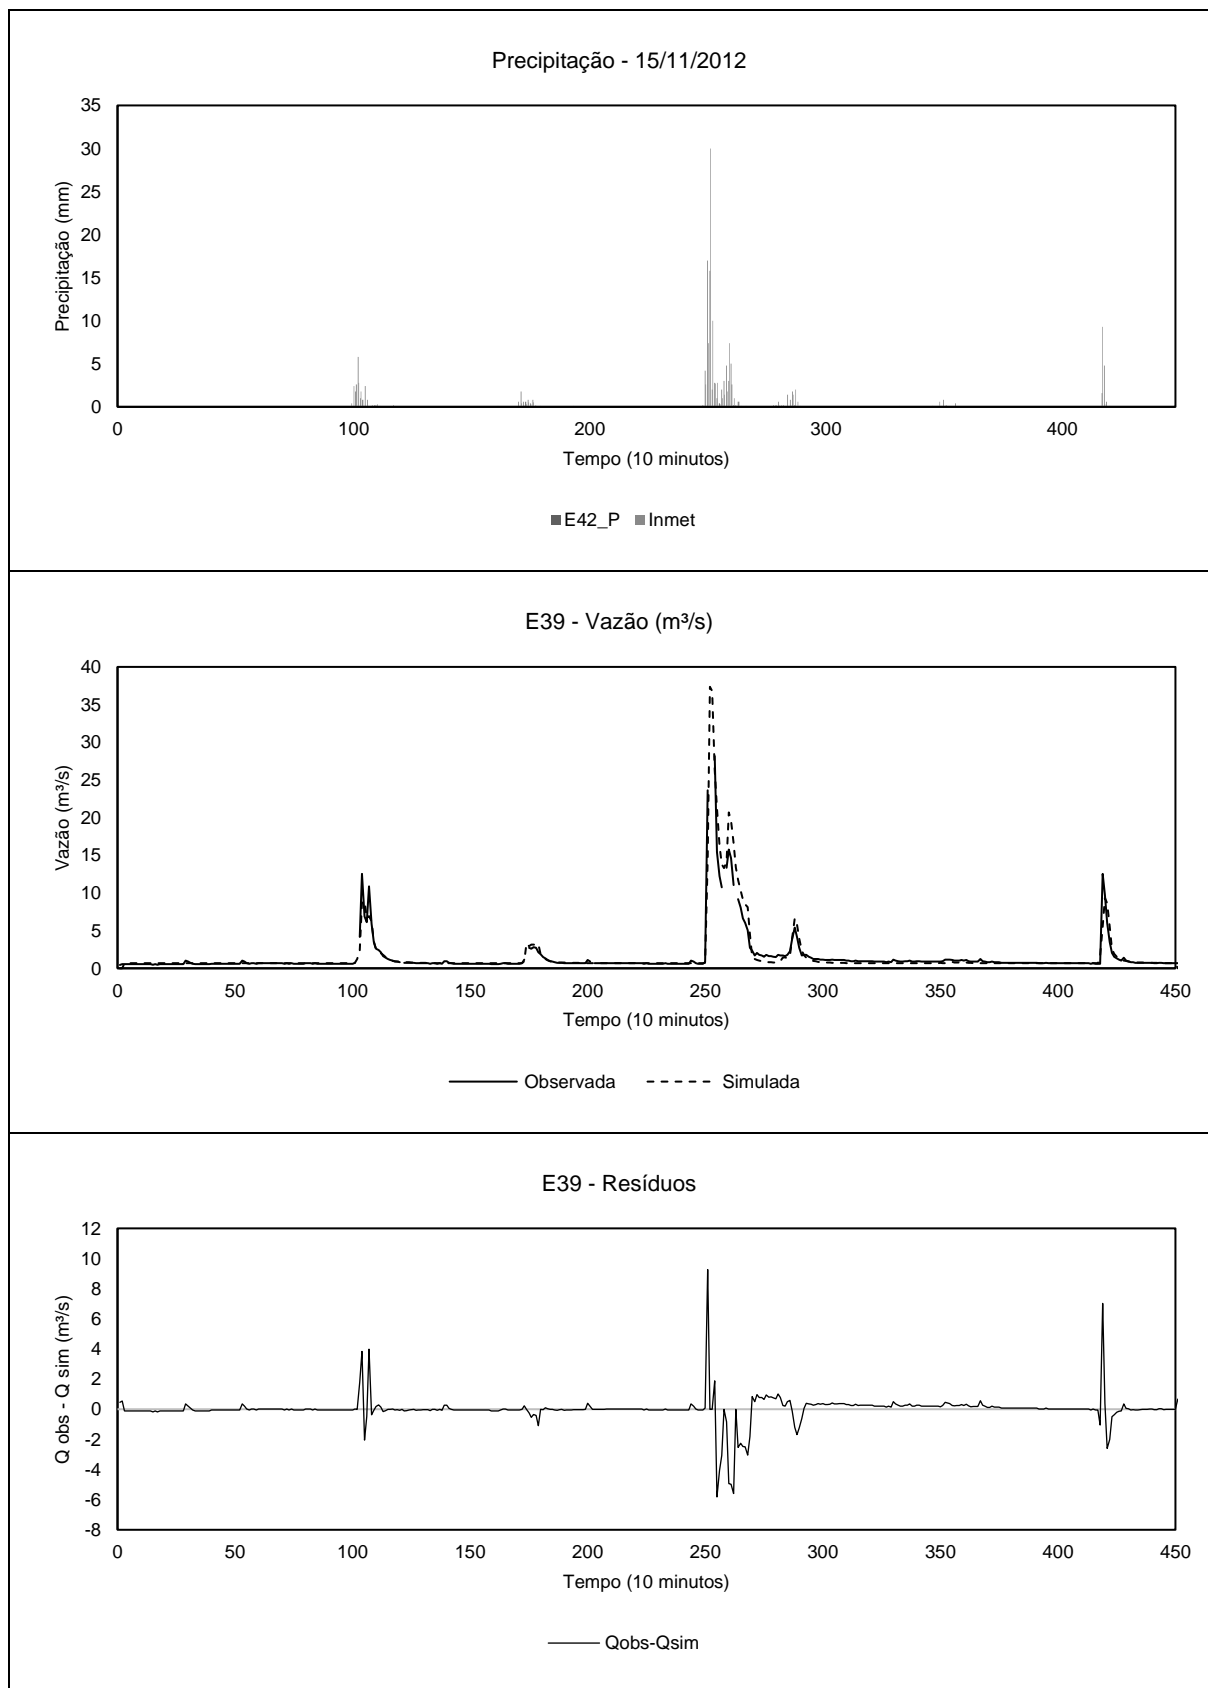 Precipitação - 15/11/2012
35
30
25
20
15
10
5
0
Precipitação (mm)
0 100 200 300 400
Tempo (10 minutos)
E42_P Inmet
E39 - Vazão (m³/s)
40
35
30
25
20
15
10
5
0
Vazão (m³/s)
0 50 100 150 200 250 300 350 400 450
Tempo (10 minutos)
Observada Simulada
E39 - Resíduos
12
10
8
6
4
2
0
-2
-4
-6
-8
Q obs - Q sim (m³/s)
0 50 100 150 200 250 300 350 400 450
Tempo (10 minutos)
Qobs-Qsim